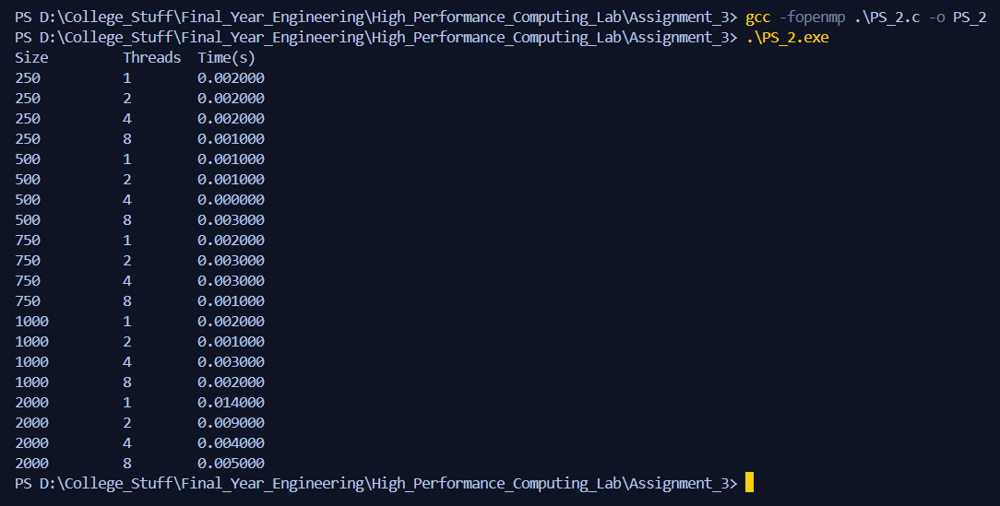 PS D:\College_Stuff\Final_Year_Engineering\High_Performance_Computing_Lab\Assignment_3> gcc -fopenmp .\PS_2.c -o PS_2
PS D:\College_Stuff\Final_Year_Engineering\High_Performance_Computing_Lab\Assignment_3> .\PS_2.exe
Size Threads Time(s)
250 1 0.002000
250 2 0.002000
250 4 0.002000
250 8 0.001000
500 1 0.001000
500 2 0.001000
500 4 0.000000
500 8 0.003000
750 1 0.002000
750 2 0.003000
750 4 0.003000
750 8 0.001000
1000 1 0.002000
1000 2 0.001000
1000 4 0.003000
1000 8 0.002000
2000 1 0.014000
2000 2 0.009000
2000 4 0.004000
2000 8 0.005000
PS D:\College_Stuff\Final_Year_Engineering\High_Performance_Computing_Lab\Assignment_3>